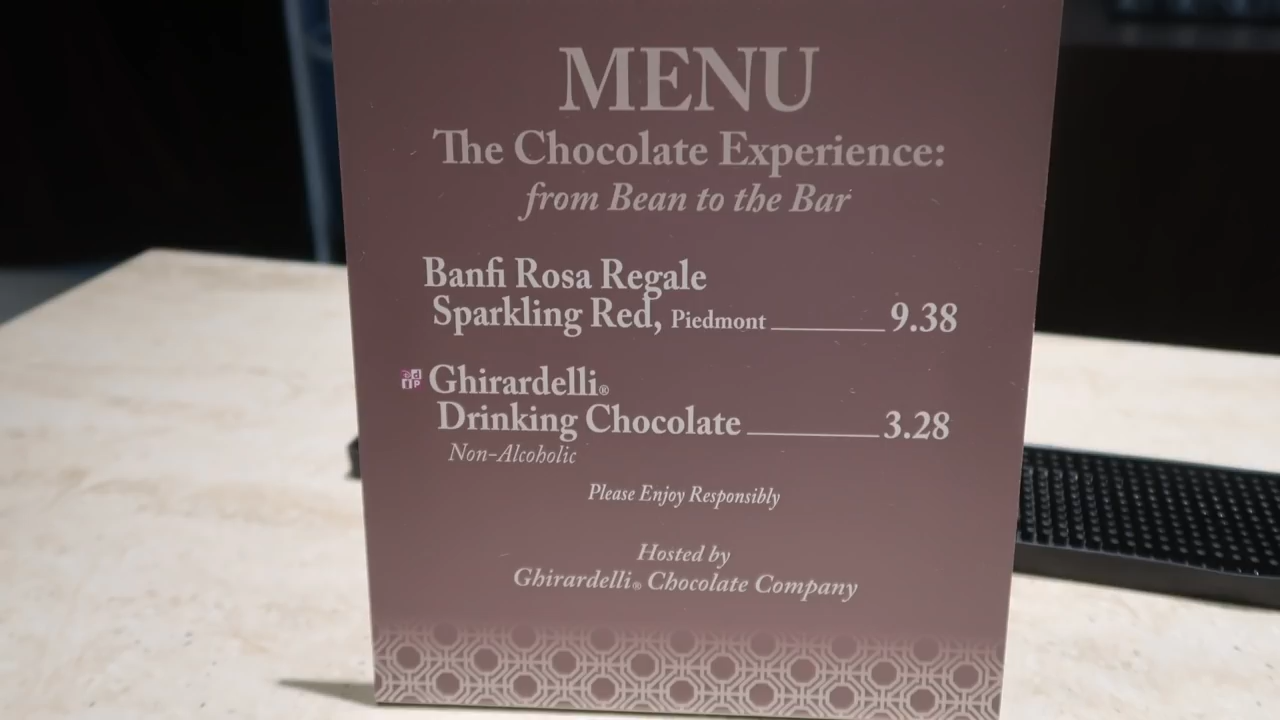 MENU
The Chocolate Experience:
from Bean to the Bar
Banfi Rosa Regale
Sparkling Red, Piedmont 9.38
Ghirardelli®
Drinking Chocolate 3.28
Non-Alcoholic
Please Enjoy Responsibly
Hosted by
Ghirardelli® Chocolate Company